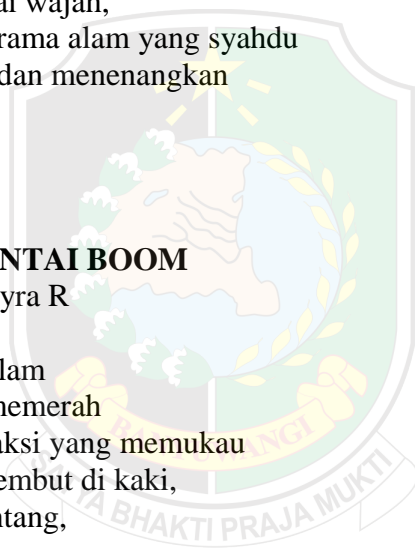 ai wajah,
rama alam yang syahdu
dan menenangkan
NTAI BOOM
yra R
lam
memerah
aksi yang memukau
embut di kaki,
ntang,
BANYUWANGI
SATYA BHAKTI PRAJA MUKTI